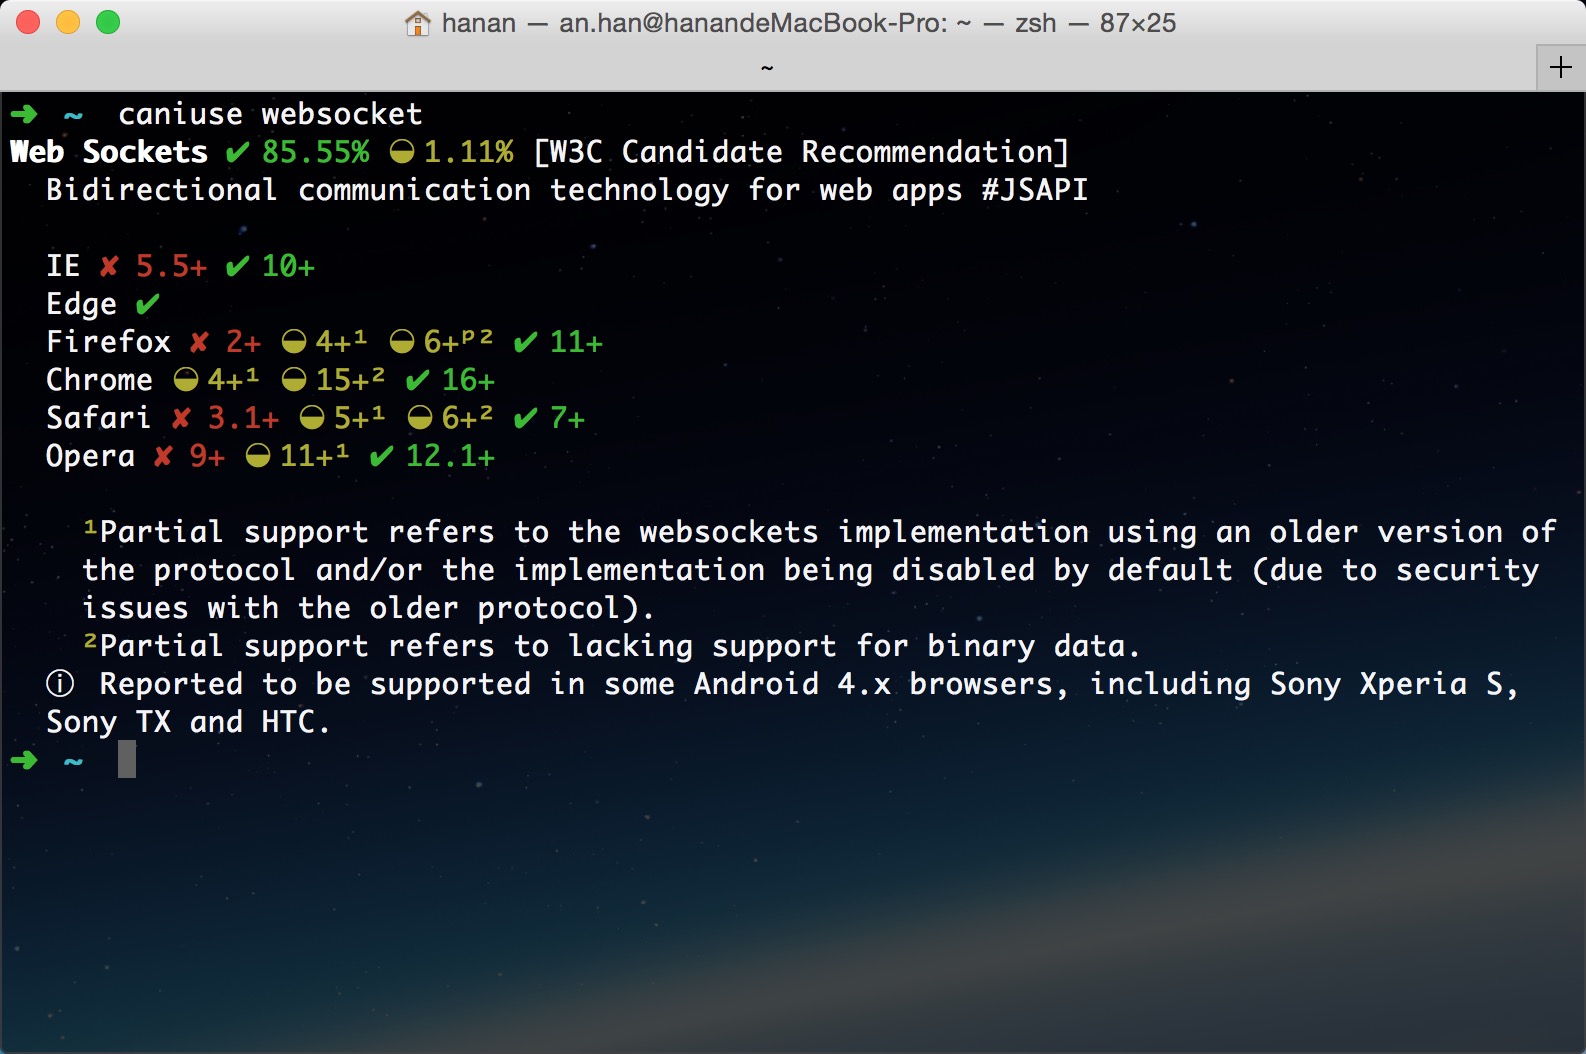 hanan — an.han@hanandeMacBook-Pro: ~ — zsh — 87×25
~
+
➜ ~ caniuse websocket
Web Sockets ✔ 85.55% ◒ 1.11% [W3C Candidate Recommendation]
Bidirectional communication technology for web apps #JSAPI
IE ✘ 5.5+ ✔ 10+
Edge ✔
Firefox ✘ 2+ ◒ 4+¹ ◒ 6+ᵖ² ✔ 11+
Chrome ◒ 4+¹ ◒ 15+² ✔ 16+
Safari ✘ 3.1+ ◒ 5+¹ ◒ 6+² ✔ 7+
Opera ✘ 9+ ◒ 11+¹ ✔ 12.1+
¹Partial support refers to the websockets implementation using an older version of
the protocol and/or the implementation being disabled by default (due to security
issues with the older protocol).
²Partial support refers to lacking support for binary data.
ⓘ Reported to be supported in some Android 4.x browsers, including Sony Xperia S,
Sony TX and HTC.
➜ ~